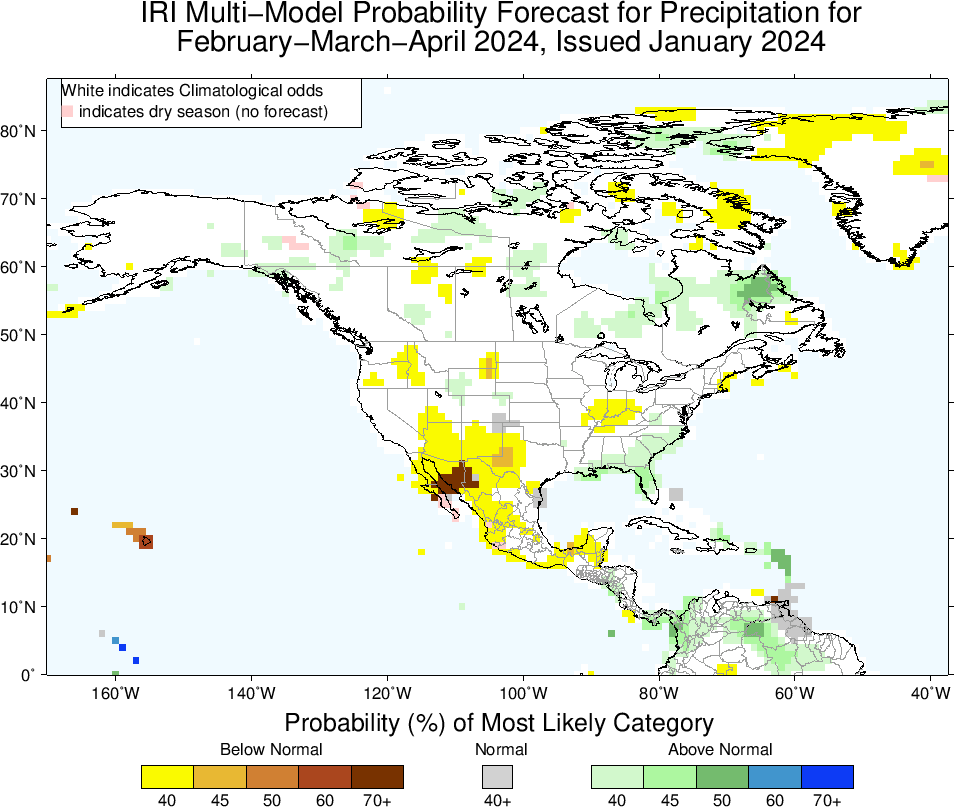 IRI Multi−Model Probability Forecast for Precipitation for
February−March−April 2024, Issued January 2024
White indicates Climatological odds
indicates dry season (no forecast)
80°N
70°N
60°N
50°N
40°N
30°N
20°N
10°N
0°
160°W 140°W 120°W 100°W 80°W 60°W 40°W
Probability (%) of Most Likely Category
Below Normal Normal Above Normal
40 45 50 60 70+ 40+ 40 45 50 60 70+